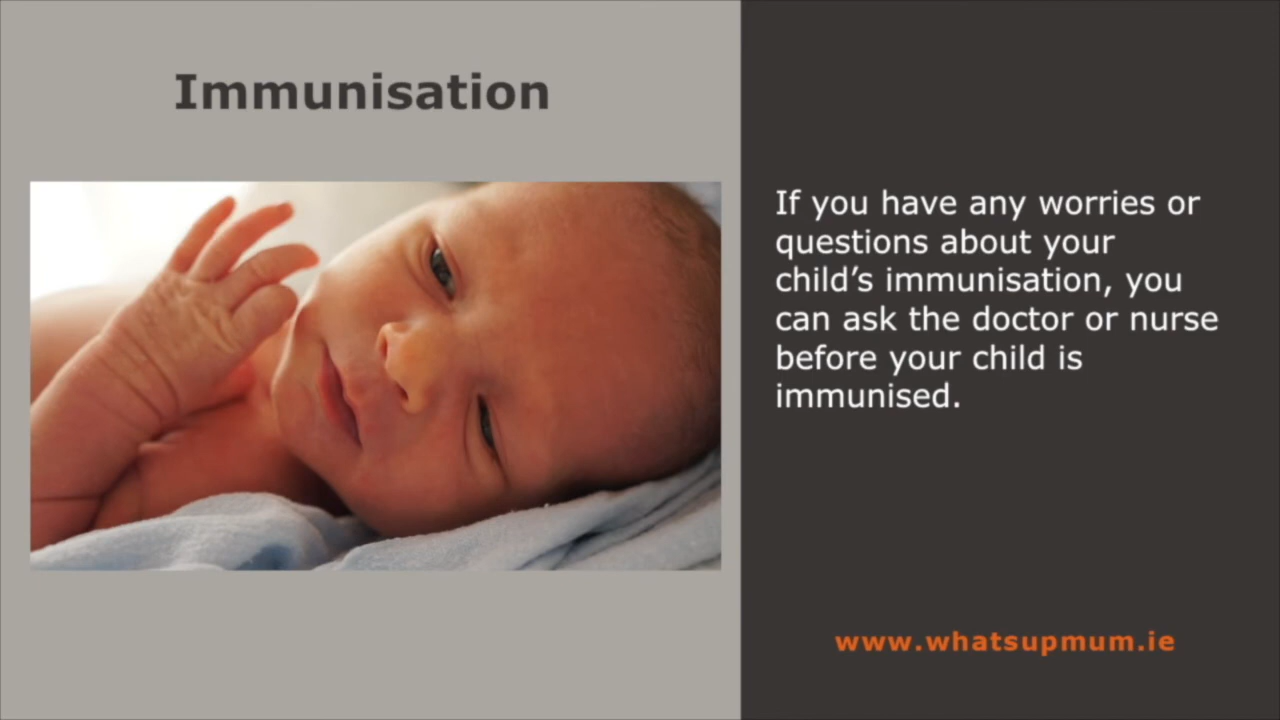 Immunisation
If you have any worries or
questions about your
child’s immunisation, you
can ask the doctor or nurse
before your child is
immunised.
www.whatsupmum.ie